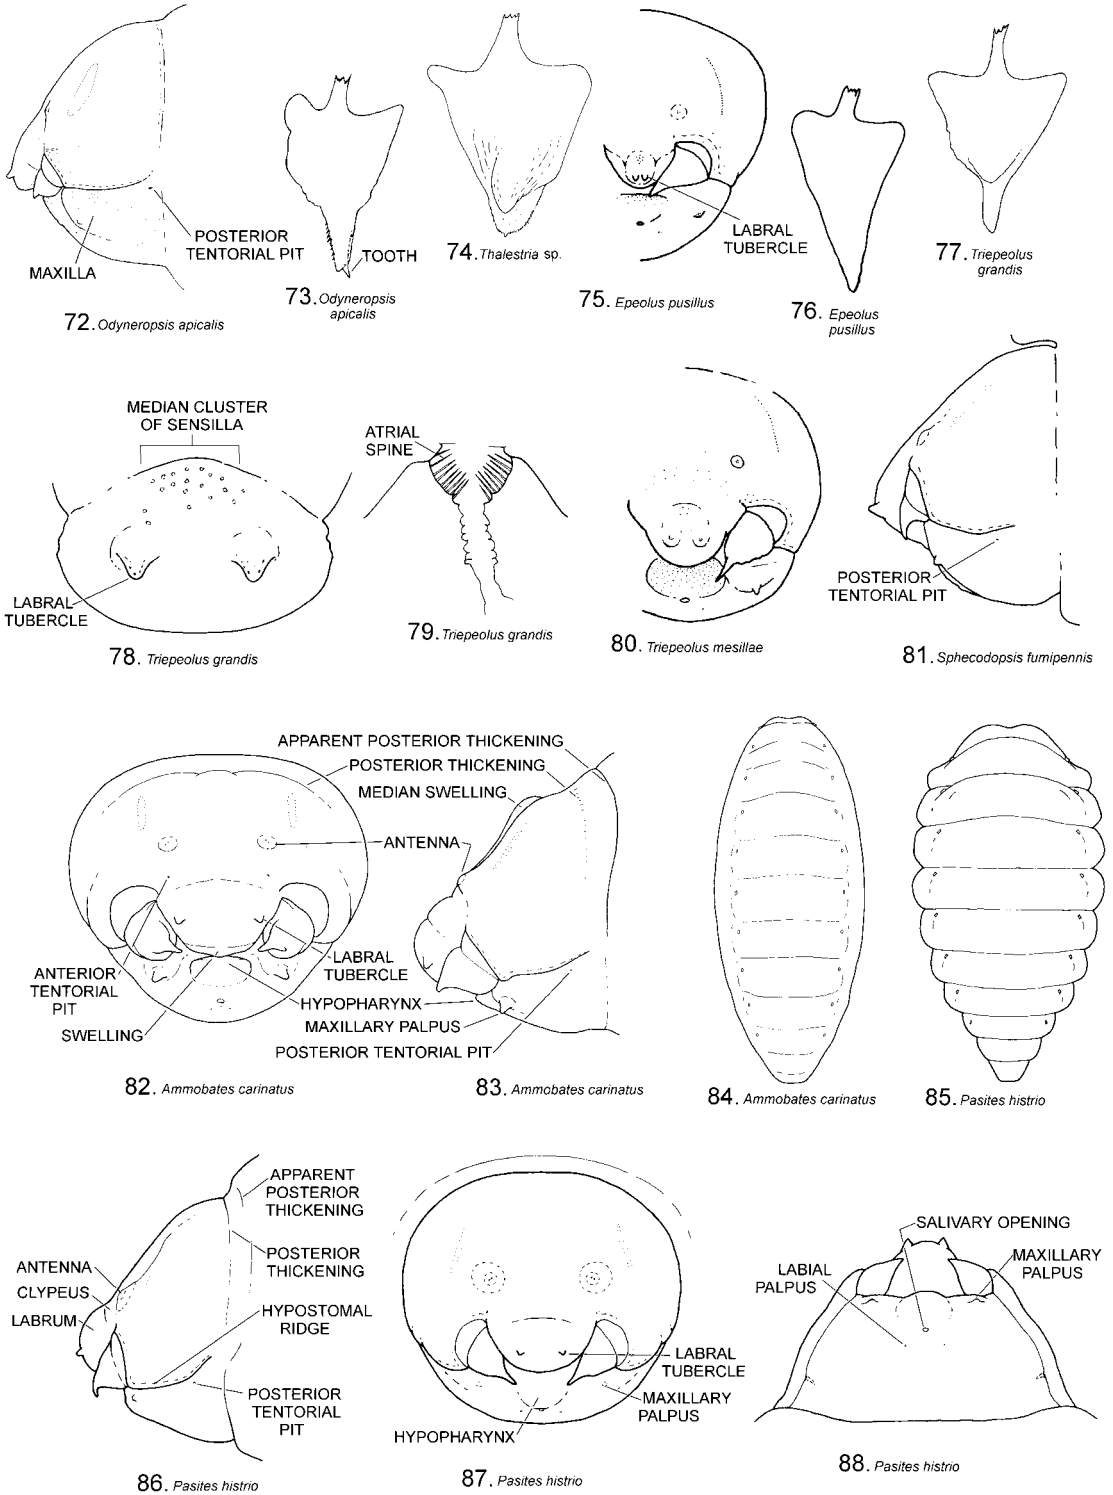 POSTERIOR
TENTORIAL PIT
MAXILLA
72. Odyneropsis apicalis
TOOTH
73. Odyneropsis
apicalis
74. Thalestria sp.
LABRAL
TUBERCLE
75. Epeolus pusillus
76. Epeolus
pusillus
77. Triepeolus
grandis
MEDIAN CLUSTER
OF SENSILLA
LABRAL
TUBERCLE
78. Triepeolus grandis
ATRIAL
SPINE
79. Triepeolus grandis
80. Triepeolus mesillae
POSTERIOR
TENTORIAL PIT
81. Sphecodopsis fumipennis
APPARENT POSTERIOR THICKENING
POSTERIOR THICKENING
MEDIAN SWELLING
ANTENNA
ANTERIOR
TENTORIAL
PIT
SWELLING
LABRAL
TUBERCLE
HYPOPHARYNX
MAXILLARY PALPUS
POSTERIOR TENTORIAL PIT
82. Ammobates carinatus
83. Ammobates carinatus
84. Ammobates carinatus
85. Pasites histrio
APPARENT
POSTERIOR
THICKENING
POSTERIOR
THICKENING
ANTENNA
CLYPEUS
LABRUM
HYPOSTOMAL
RIDGE
POSTERIOR
TENTORIAL
PIT
86. Pasites histrio
LABRAL
TUBERCLE
MAXILLARY
PALPUS
HYPOPHARYNX
87. Pasites histrio
SALIVARY OPENING
LABIAL
PALPUS
MAXILLARY
PALPUS
88. Pasites histrio